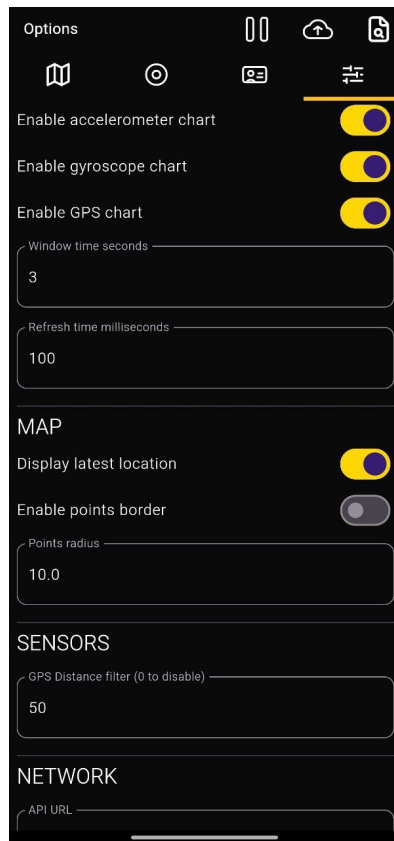 Options
Enable accelerometer chart
Enable gyroscope chart
Enable GPS chart
Window time seconds
3
Refresh time milliseconds
100
MAP
Display latest location
Enable points border
Points radius
10.0
SENSORS
GPS Distance filter (0 to disable)
50
NETWORK
API URL